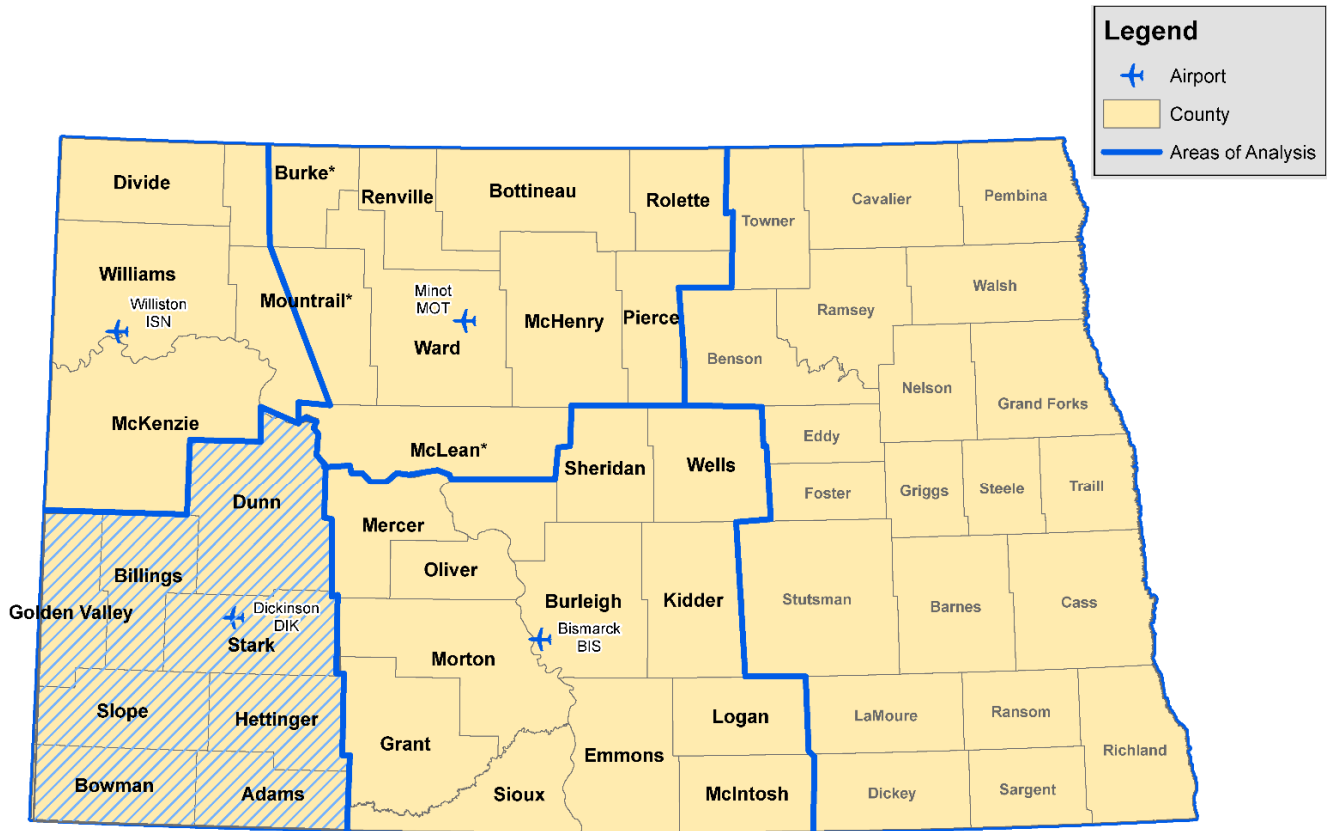 Legend
Airport
County
Areas of Analysis
Divide
Burke*
Renville
Bottineau
Rolette
Towner
Cavalier
Pembina
Williams
Williston
ISN
Mountrail*
Minot
MOT
Ward
McHenry
Pierce
Benson
Ramsey
Walsh
Nelson
Grand Forks
McKenzie
McLean*
Sheridan
Wells
Eddy
Foster
Griggs
Steele
Traill
Dunn
Mercer
Oliver
Billings
Golden Valley
Dickinson
DIK
Stark
Burleigh
Bismarck
BIS
Kidder
Stutsman
Barnes
Cass
Morton
Slope
Hettinger
Grant
Logan
LaMoure
Ransom
Richland
Bowman
Adams
Sioux
Emmons
McIntosh
Dickey
Sargent